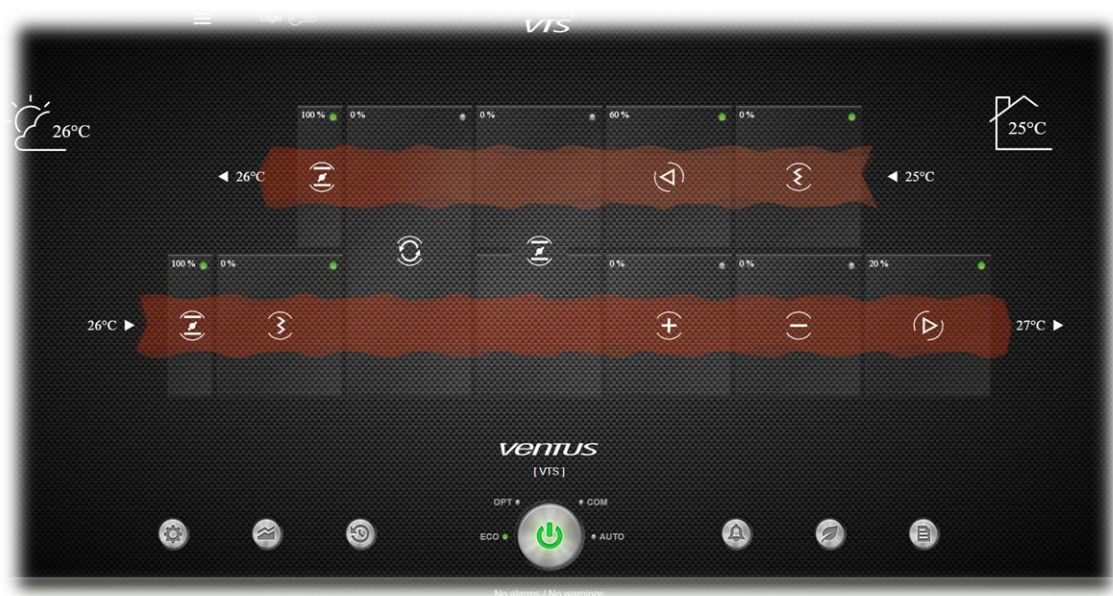 Login
VTS
26°C
100 %
0 %
0 %
60 %
0 %
25°C
26°C
25°C
100 %
0 %
0 %
0 %
20 %
26°C
27°C
VENTUS
[ VTS ]
OPT
COM
ECO
AUTO
No alarms / No warnings